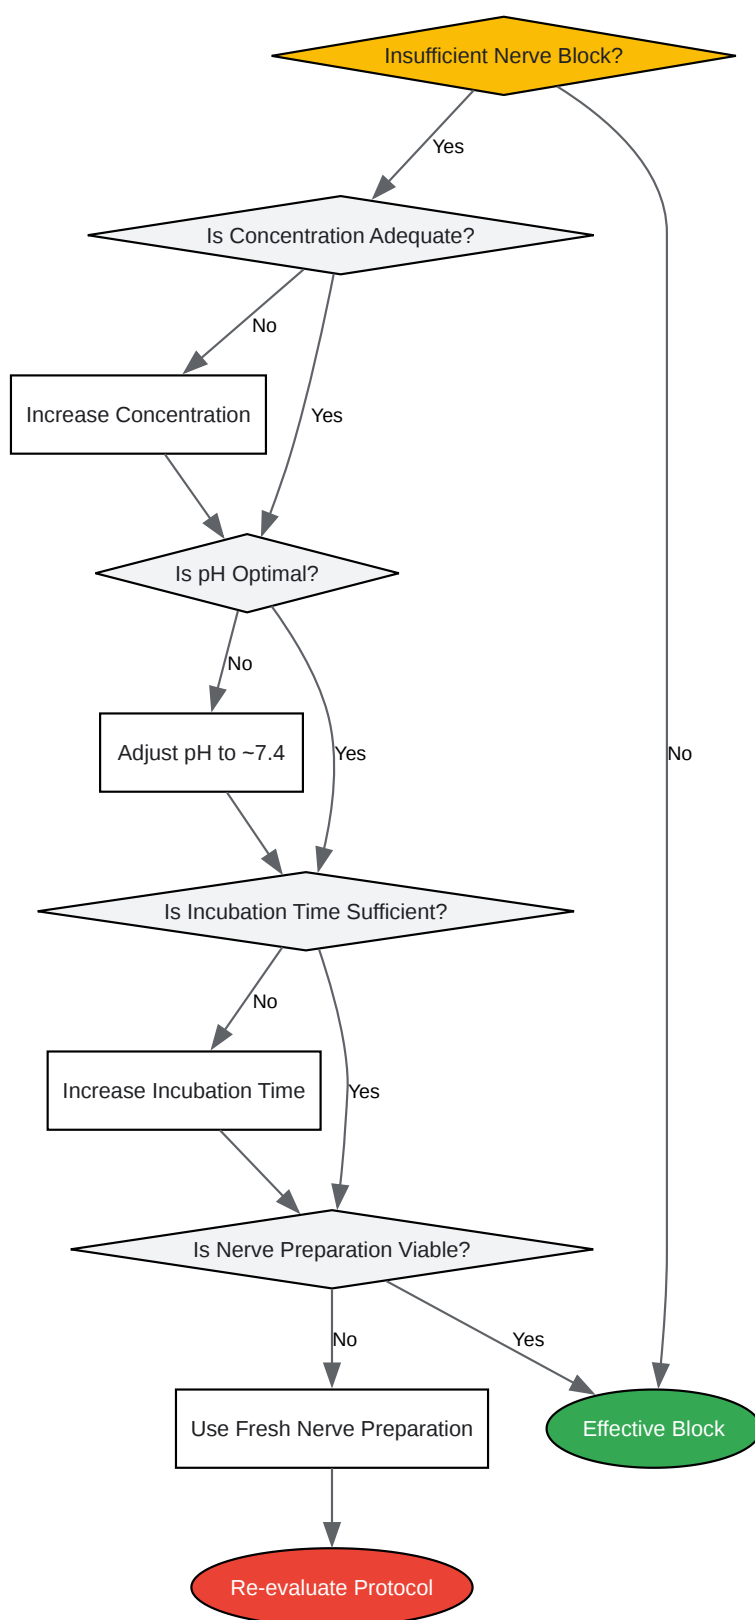 Insufficient Nerve Block?
Yes
Is Concentration Adequate?
No
Increase Concentration
Yes
Is pH Optimal?
No
Adjust pH to ~7.4
Yes
No
Is Incubation Time Sufficient?
No
Increase Incubation Time
Yes
Is Nerve Preparation Viable?
No
Yes
Use Fresh Nerve Preparation
Effective Block
Re-evaluate Protocol